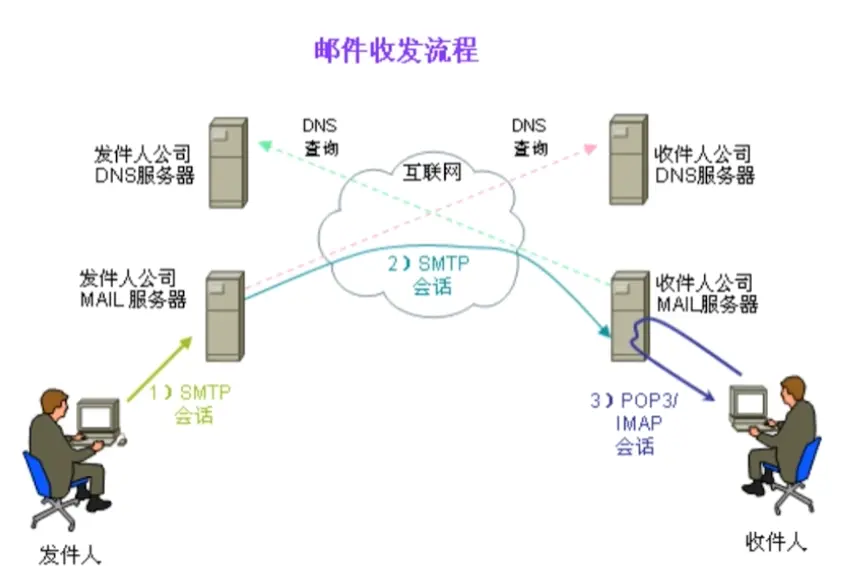 邮件收发流程
DNS
查询
DNS
查询
发件人公司
DNS服务器
互联网
收件人公司
DNS服务器
发件人公司
MAIL 服务器
2）SMTP
会话
收件人公司
MAIL服务器
1）SMTP
会话
3）POP3/
IMAP
会话
发件人
收件人